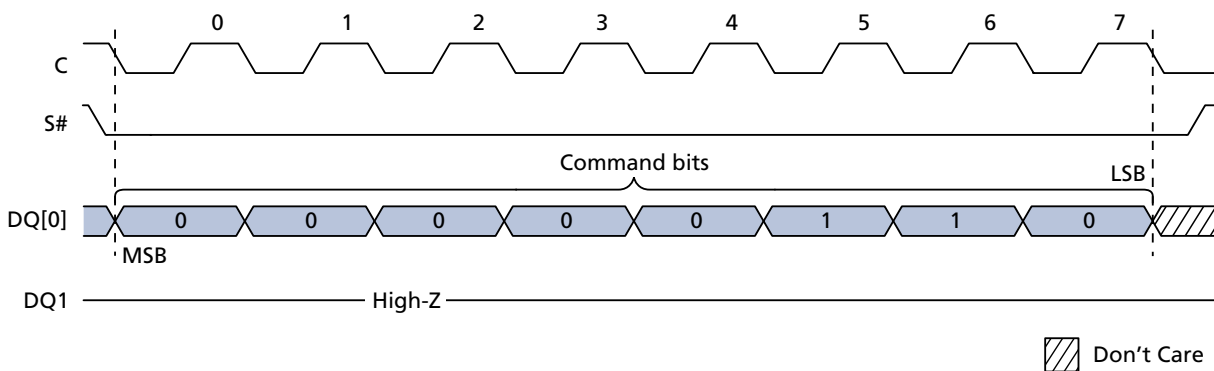 0 1 2 3 4 5 6 7
C
S#
Command bits
LSB
DQ[0] 0 0 0 0 0 1 1 0
MSB
DQ1 High-Z
Don't Care